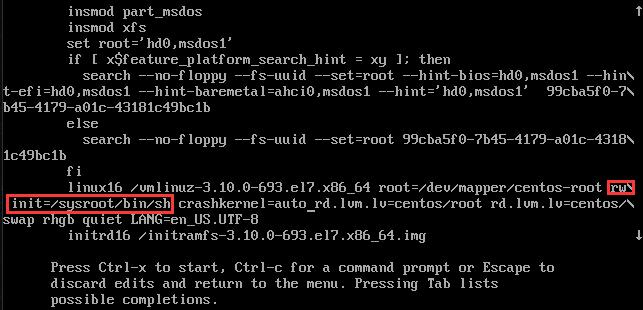 insmod part_msdos
insmod xfs
set root='hd0,msdos1'
if [ x$feature_platform_search_hint = xy ]; then
search --no-floppy --fs-uuid --set=root --hint-bios=hd0,msdos1 --hin\
t-efi=hd0,msdos1 --hint-baremetal=ahci0,msdos1 --hint='hd0,msdos1'  99cba5f0-7\
b45-4179-a01c-43181c49bc1b
else
search --no-floppy --fs-uuid --set=root 99cba5f0-7b45-4179-a01c-4318\
1c49bc1b
fi
linux16 /vmlinuz-3.10.0-693.el7.x86_64 root=/dev/mapper/centos-root rw\
init=/sysroot/bin/sh crashkernel=auto rd.lvm.lv=centos/root rd.lvm.lv=centos/\
swap rhgb quiet LANG=en_US.UTF-8
initrd16 /initramfs-3.10.0-693.el7.x86_64.img
Press Ctrl-x to start, Ctrl-c for a command prompt or Escape to
discard edits and return to the menu. Pressing Tab lists
possible completions.